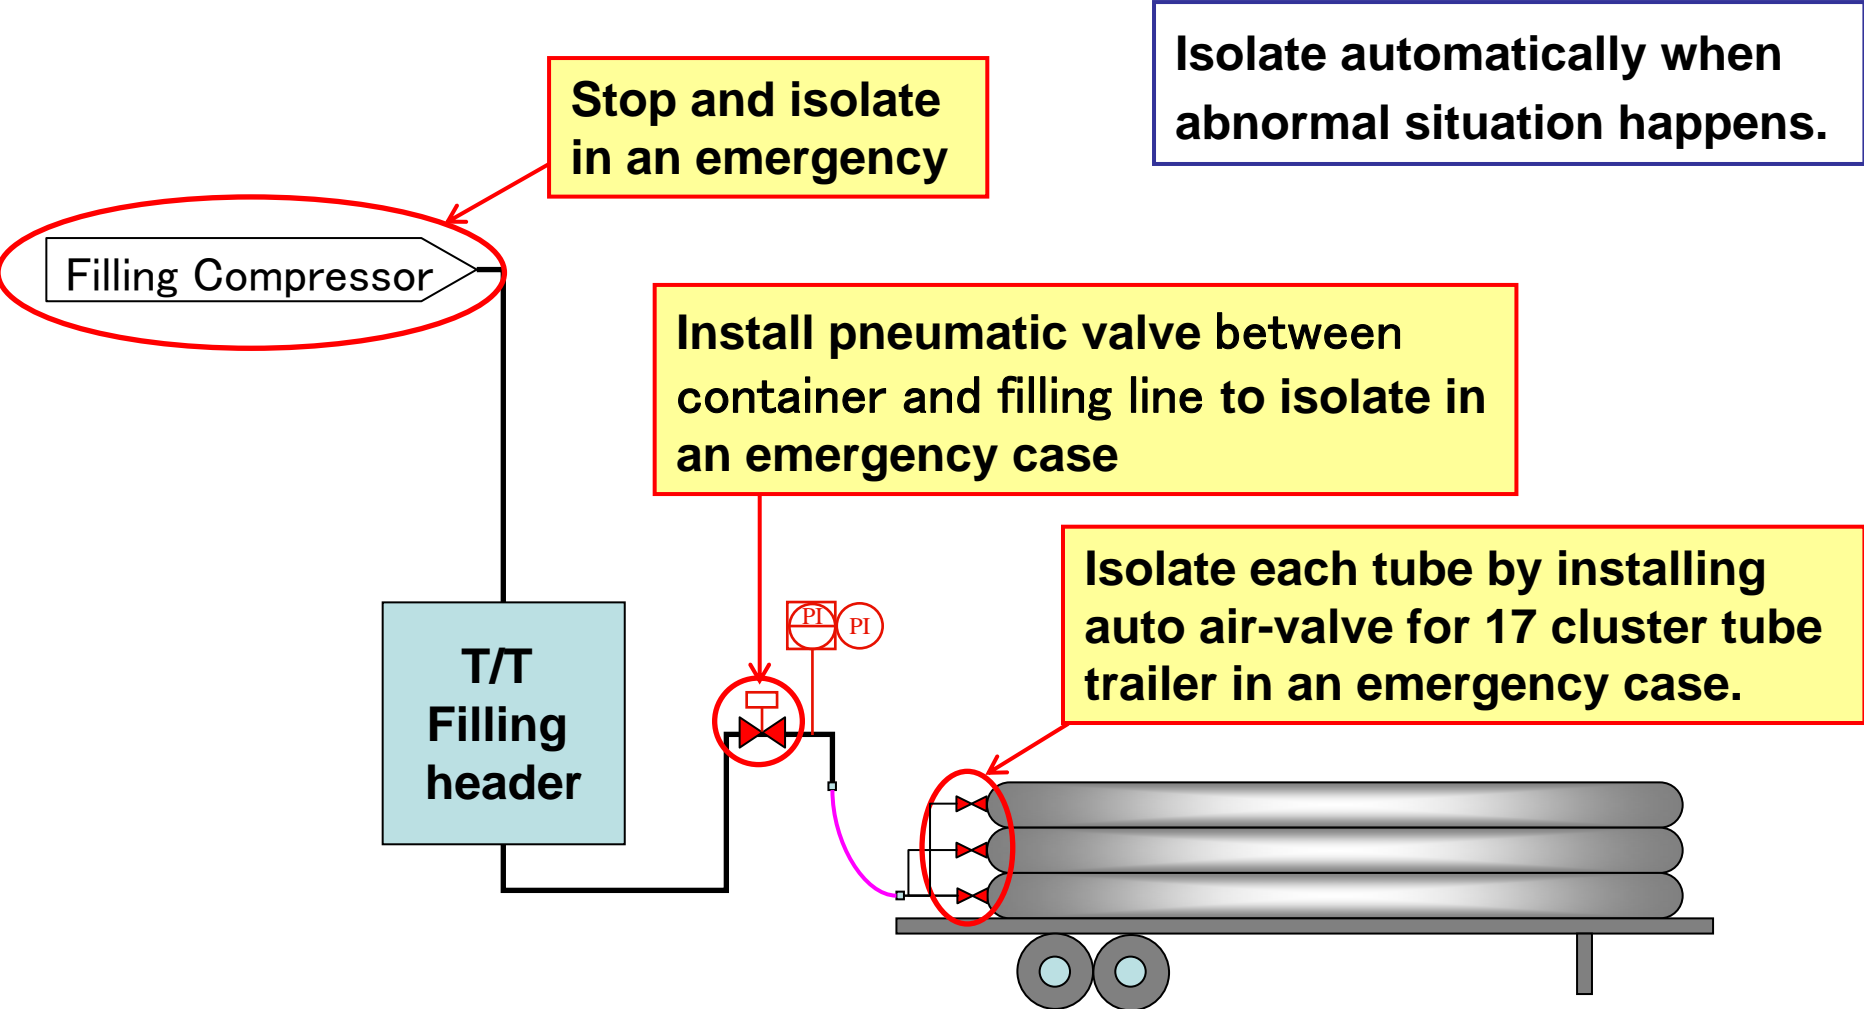 Isolate automatically when
abnormal situation happens.
Stop and isolate
in an emergency
Filling Compressor
Install pneumatic valve between
container and filling line to isolate in
an emergency case
Isolate each tube by installing
auto air-valve for 17 cluster tube
trailer in an emergency case.
PI PI
T/T
Filling
header